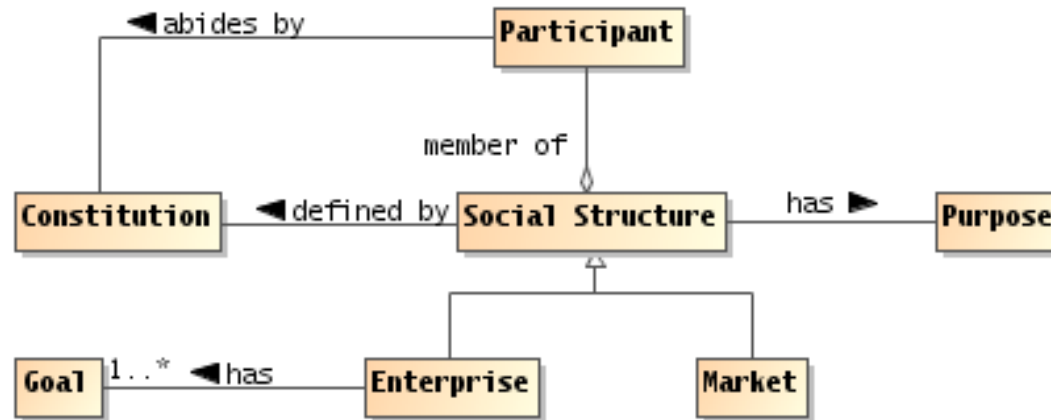 ◀ abides by
Participant
member of
Constitution
◀ defined by
Social Structure
has ▶
Purpose
Goal
1..*
◀ has
Enterprise
Market